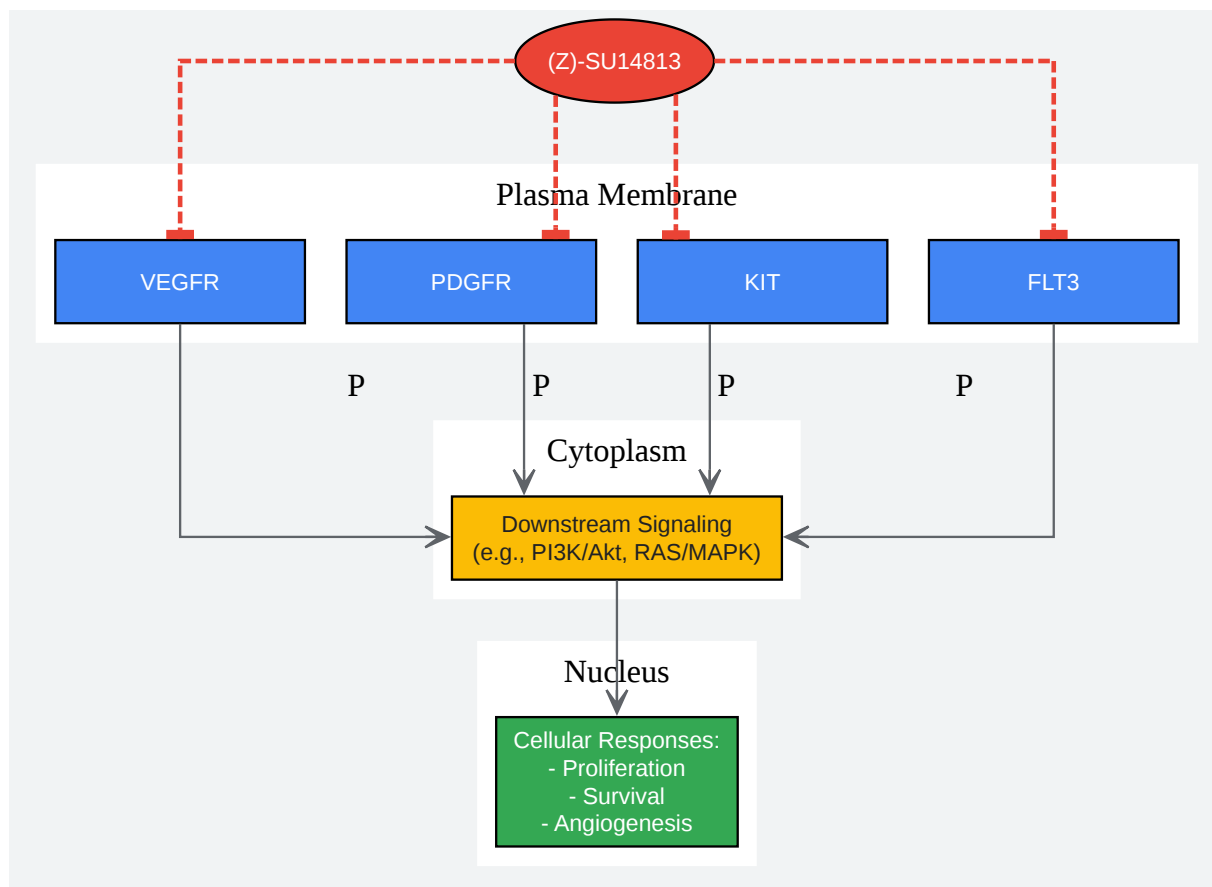 (Z)-SU14813
Plasma Membrane
VEGFR
PDGFR
KIT
FLT3
P
P
P
P
Cytoplasm
Downstream Signaling
(e.g., PI3K/Akt, RAS/MAPK)
Nucleus
Cellular Responses:
- Proliferation
- Survival
- Angiogenesis